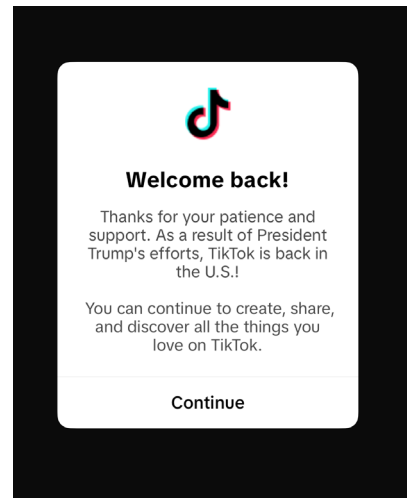 Welcome back!
Thanks for your patience and
support. As a result of President
Trump's efforts, TikTok is back in
the U.S.!
You can continue to create, share,
and discover all the things you
love on TikTok.
Continue